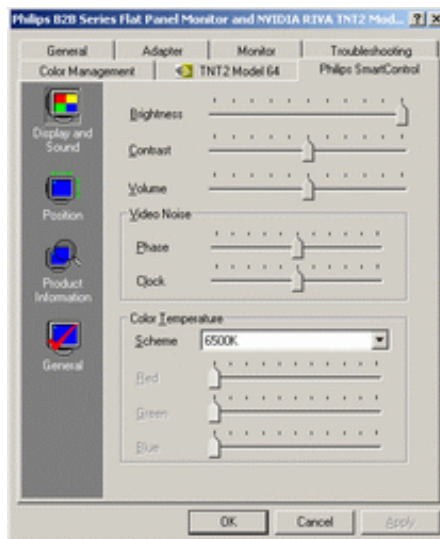 Philips B2B Series Flat Panel Monitor and NVIDIA RIVA TNT2 Mod...
General Adapter Monitor Troubleshooting
Color Management TNT2 Model 64 Philips SmartControl
Display and
Sound
Position
Product
Information
General
Brightness
Contrast
Volume
Video Noise
Phase
Clock
Color Temperature
Scheme 6500K
Red
Green
Blue
OK Cancel Apply